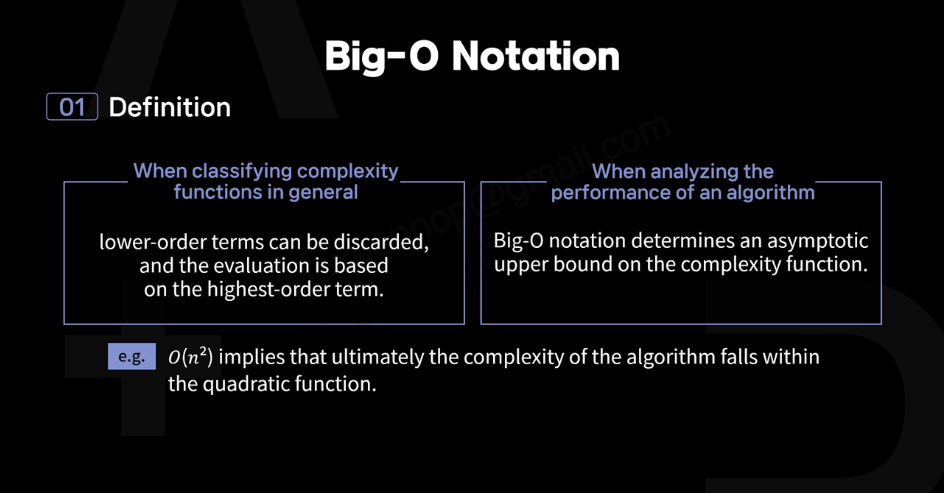 Big-O Notation
01 Definition
When classifying complexity
functions in general
lower-order terms can be discarded,
and the evaluation is based
on the highest-order term.
When analyzing the
performance of an algorithm
Big-O notation determines an asymptotic
upper bound on the complexity function.
e.g. O(n²) implies that ultimately the complexity of the algorithm falls within
the quadratic function.